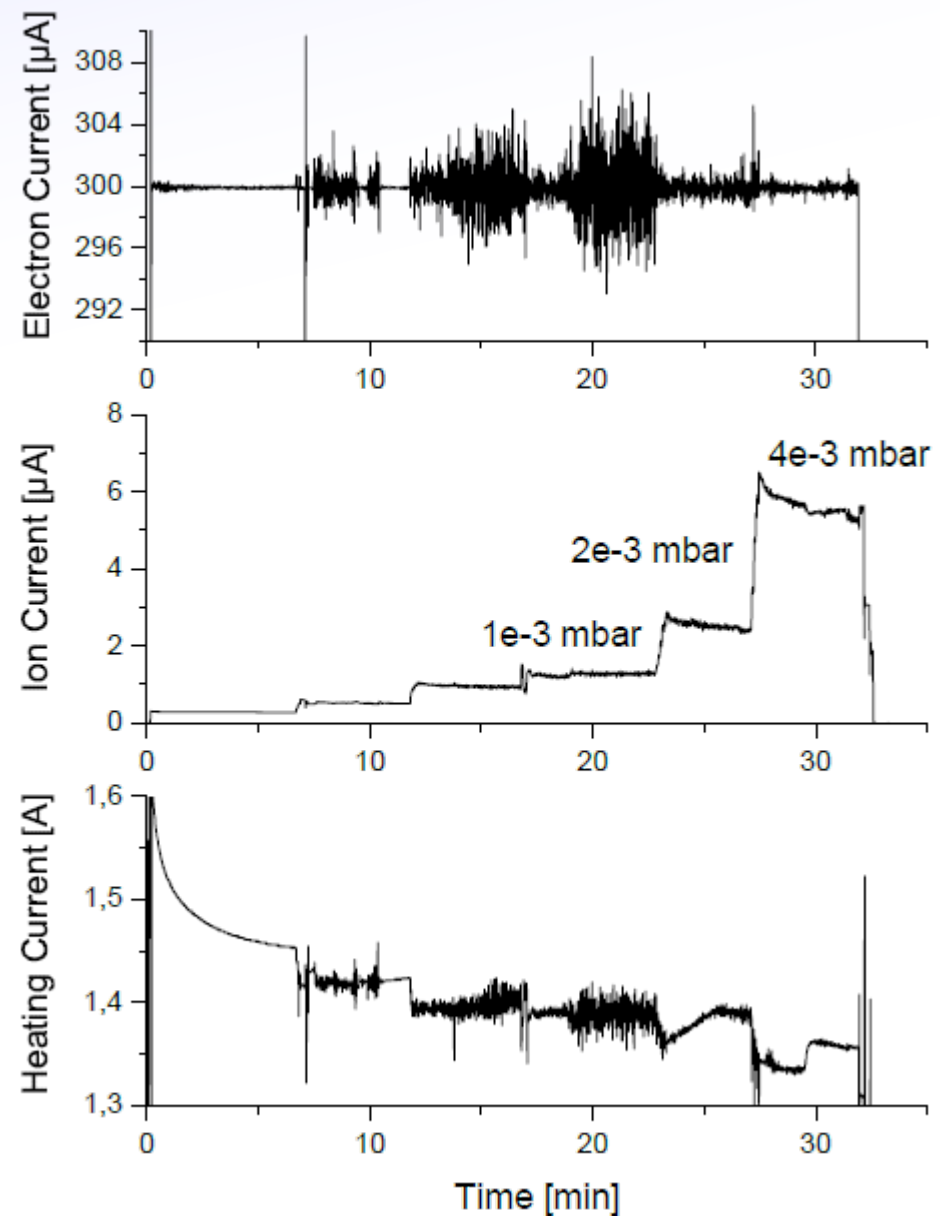 Electron Current [µA]
308
304
300
296
292
0 10 20 30
Ion Current [µA]
8
6
4
2
0
4e-3 mbar
2e-3 mbar
1e-3 mbar
0 10 20 30
Heating Current [A]
1,6
1,5
1,4
1,3
0 10 20 30
Time [min]